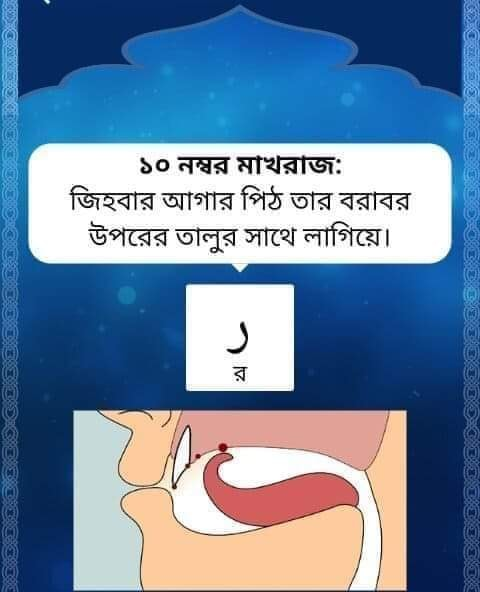 ১০ নম্বর মাখরাজ:
জিহবার আগার পিঠ তার বরাবর
উপরের তালুর সাথে লাগিয়ে।
ر
র